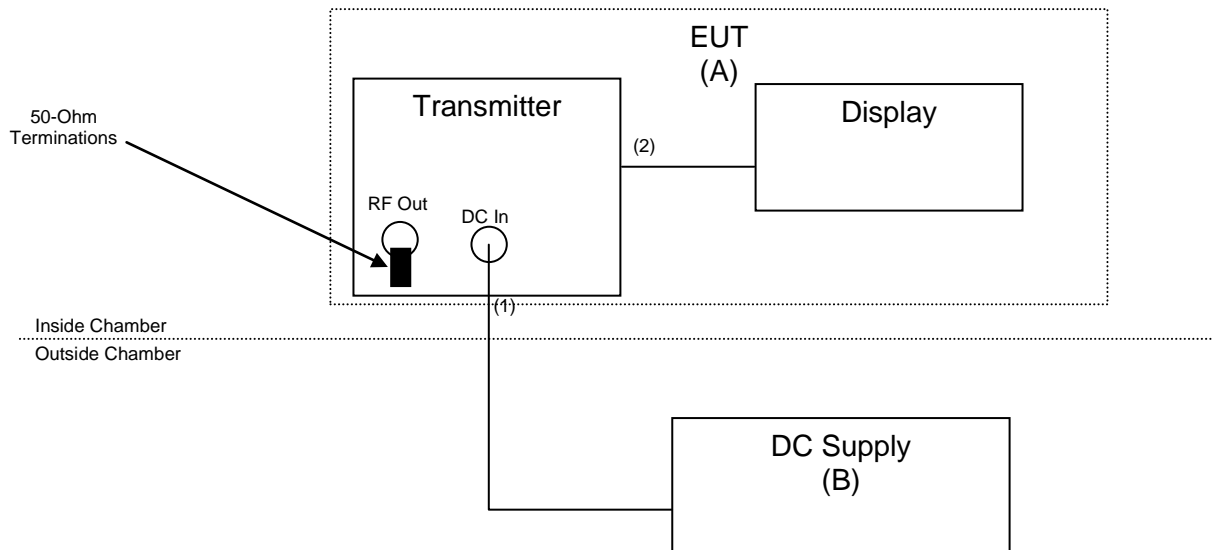 EUT
(A)
Transmitter
Display
50-Ohm
Terminations
(2)
RF Out
DC In
(1)
Inside Chamber
Outside Chamber
DC Supply
(B)